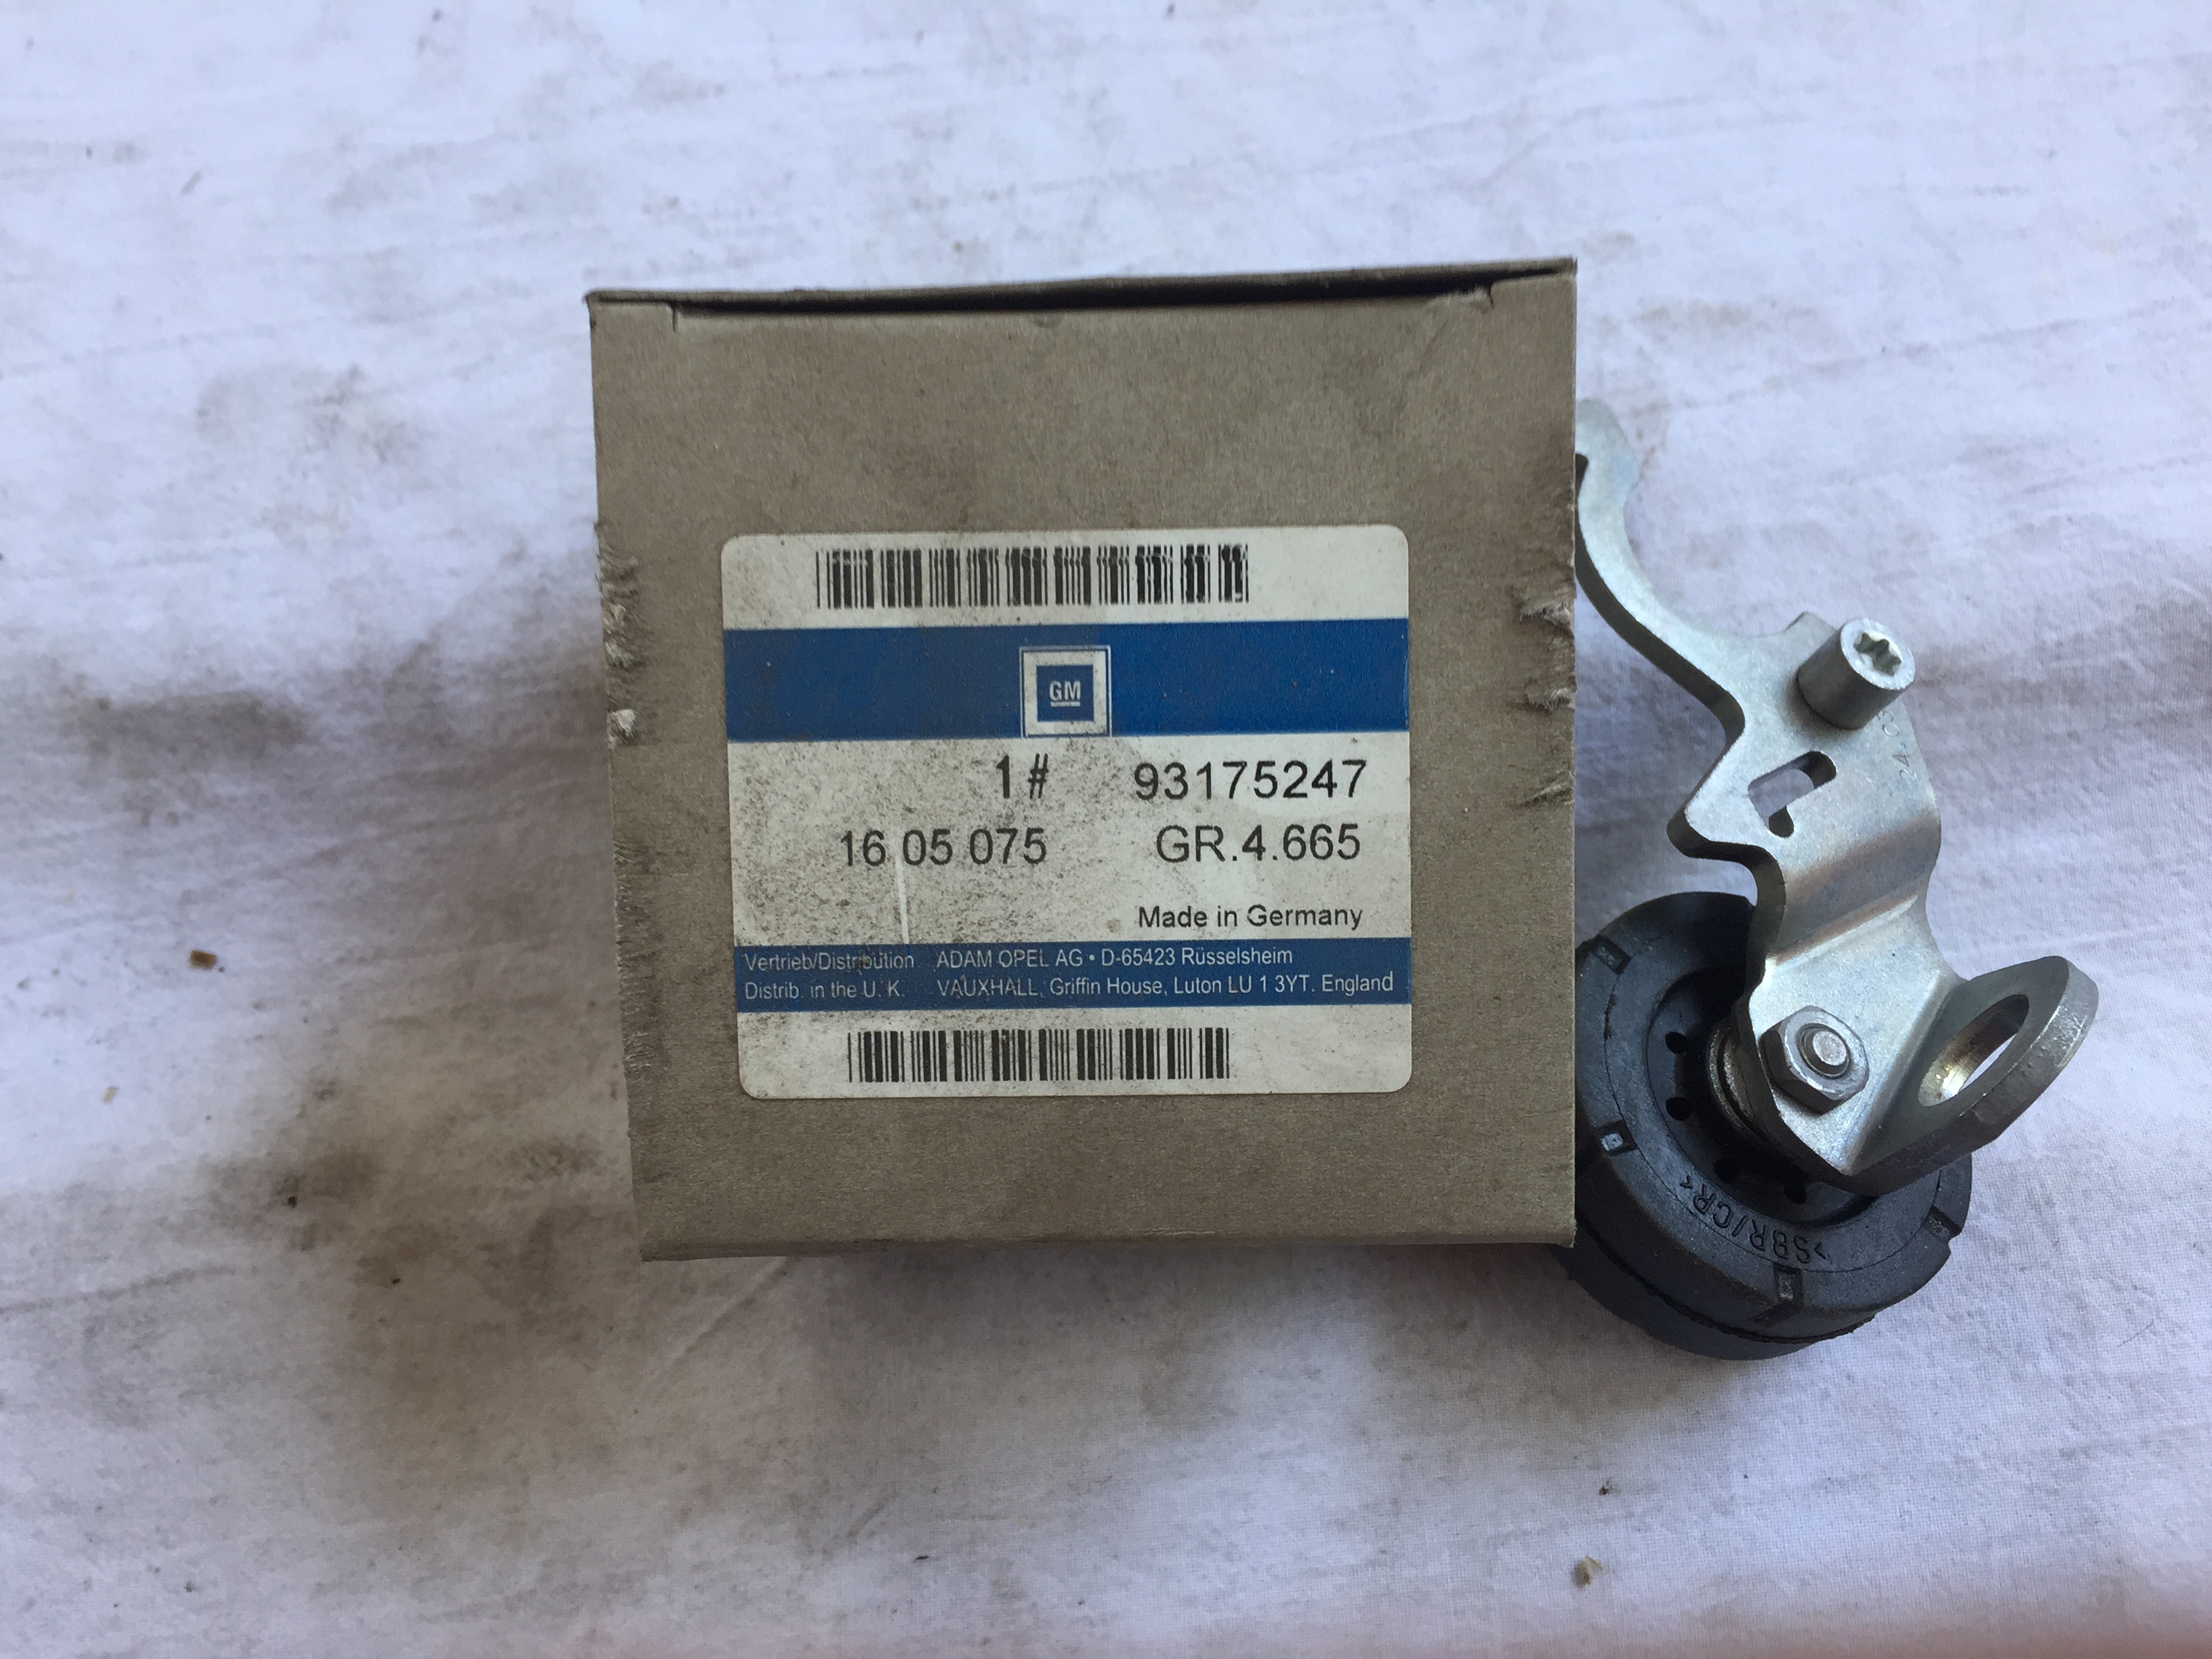 GM
1# 93175247
16 05 075 GR.4.665
Made in Germany
Vertrieb/Distribution ADAM OPEL AG • D-65423 Rüsselsheim
Distrib. in the U. K. VAUXHALL, Griffin House, Luton LU 1 3YT. England
>SBR/CR<